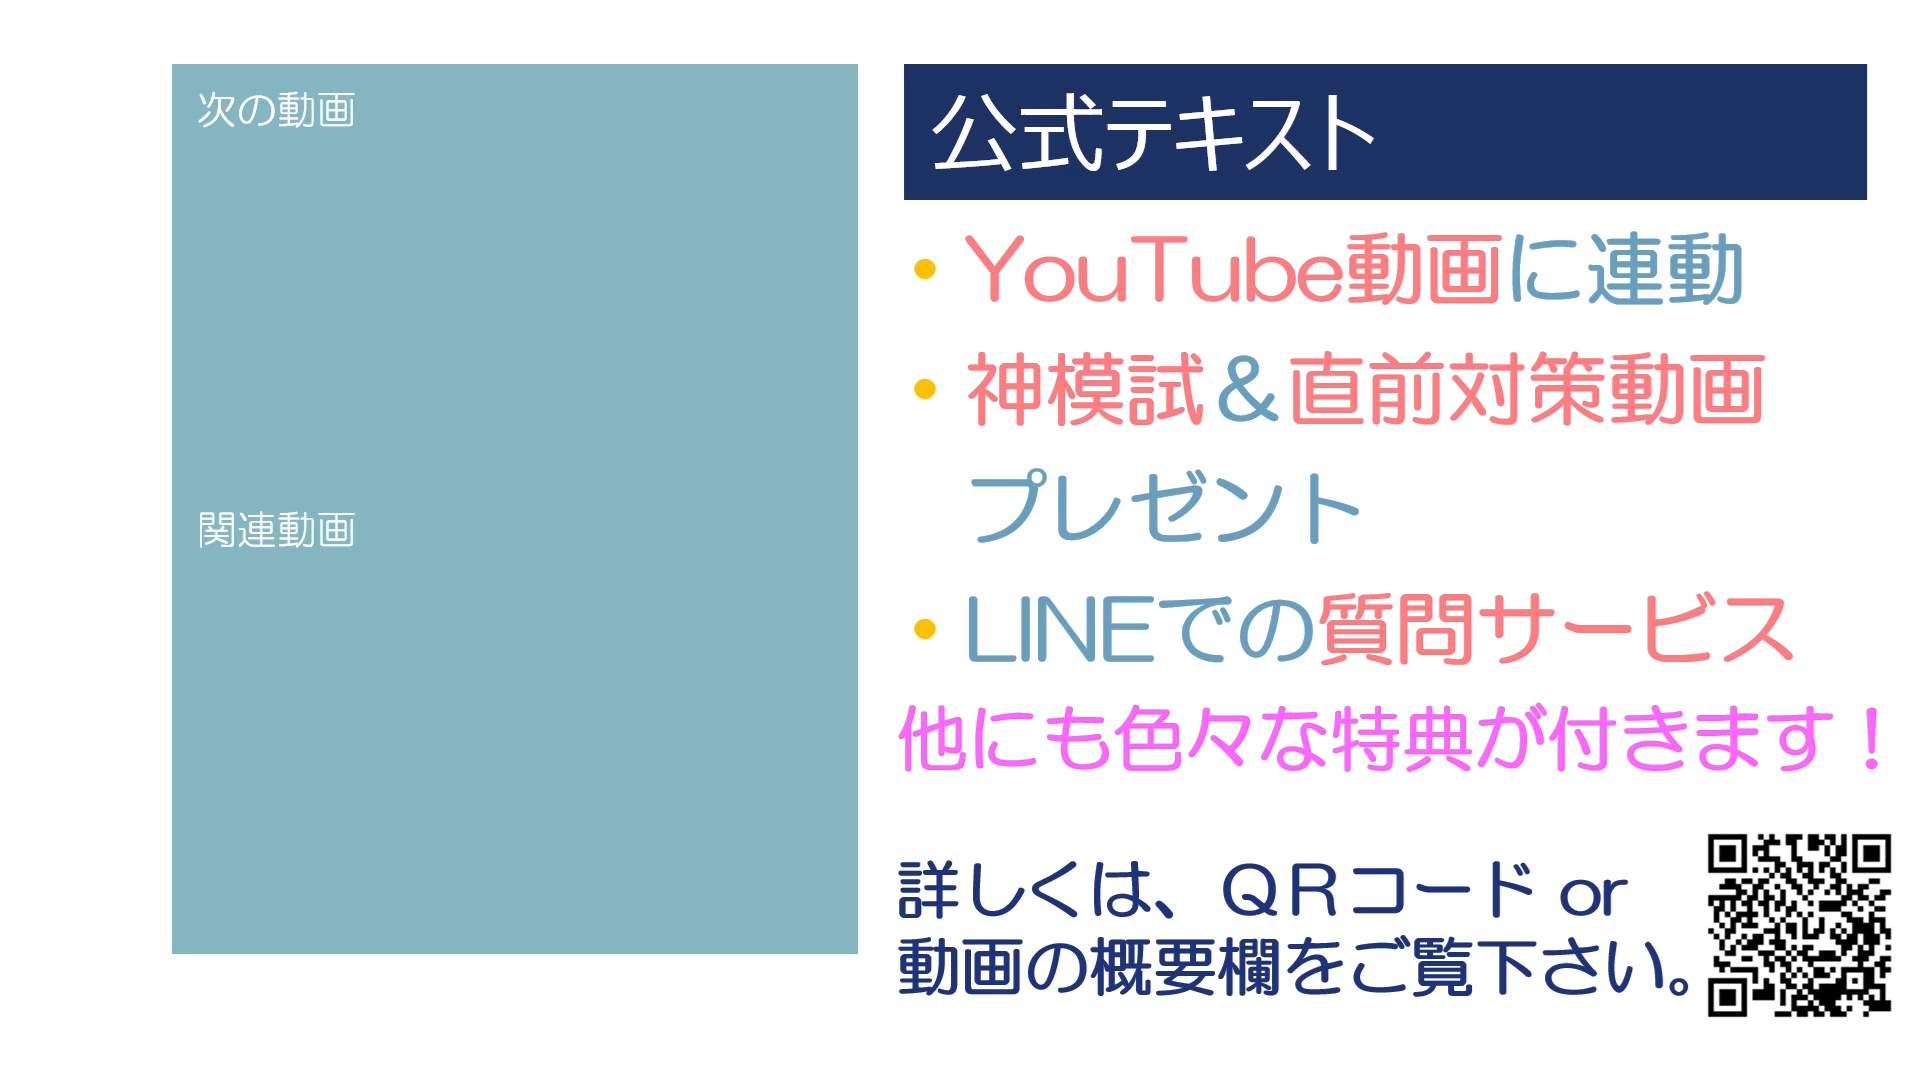 次の動画
関連動画
公式テキスト
• YouTube動画に連動
• 神模試＆直前対策動画
プレゼント
• LINEでの質問サービス
他にも色々な特典が付きます！
詳しくは、ＱＲコード or
動画の概要欄をご覧下さい。